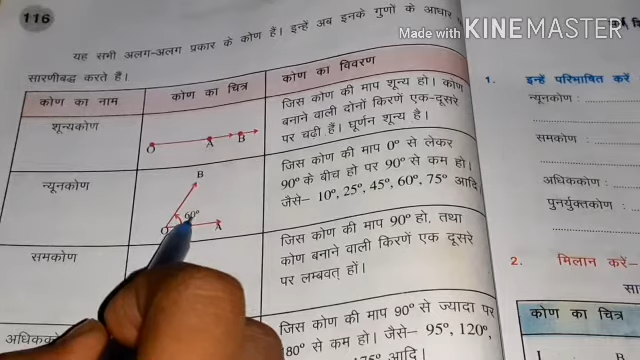 116
यह सभी अलग-अलग प्रकार के कोण हैं। इन्हें अब इनके गुणों के आधार
सारणीबद्ध करते हैं।
कोण का नाम
कोण का चित्र
कोण का विवरण
शून्यकोण
O A B
जिस कोण की माप शून्य हो। कोण
बनाने वाली दोनों किरणें एक-दूसरे
पर चढ़ी हैं। घूर्णन शून्य है।
न्यूनकोण
B
60°
O A
जिस कोण की माप 0° से लेकर
90° के बीच हो पर 90° से कम हो।
जैसे– 10°, 25°, 45°, 60°, 75° आदि
समकोण
जिस कोण की माप 90° हो, तथा
कोण बनाने वाली किरणें एक दूसरे
पर लम्बवत् हों।
जिस कोण की माप 90° से ज्यादा पर
180° से कम हो। जैसे– 95°, 120°,
175° आदि।
Made with KINEMASTER
1. इन्हें परिभाषित करें
न्यूनकोण :
समकोण :
अधिककोण :
पुनर्युक्तकोण :
2. मिलान करें–
कोण का चित्र
B